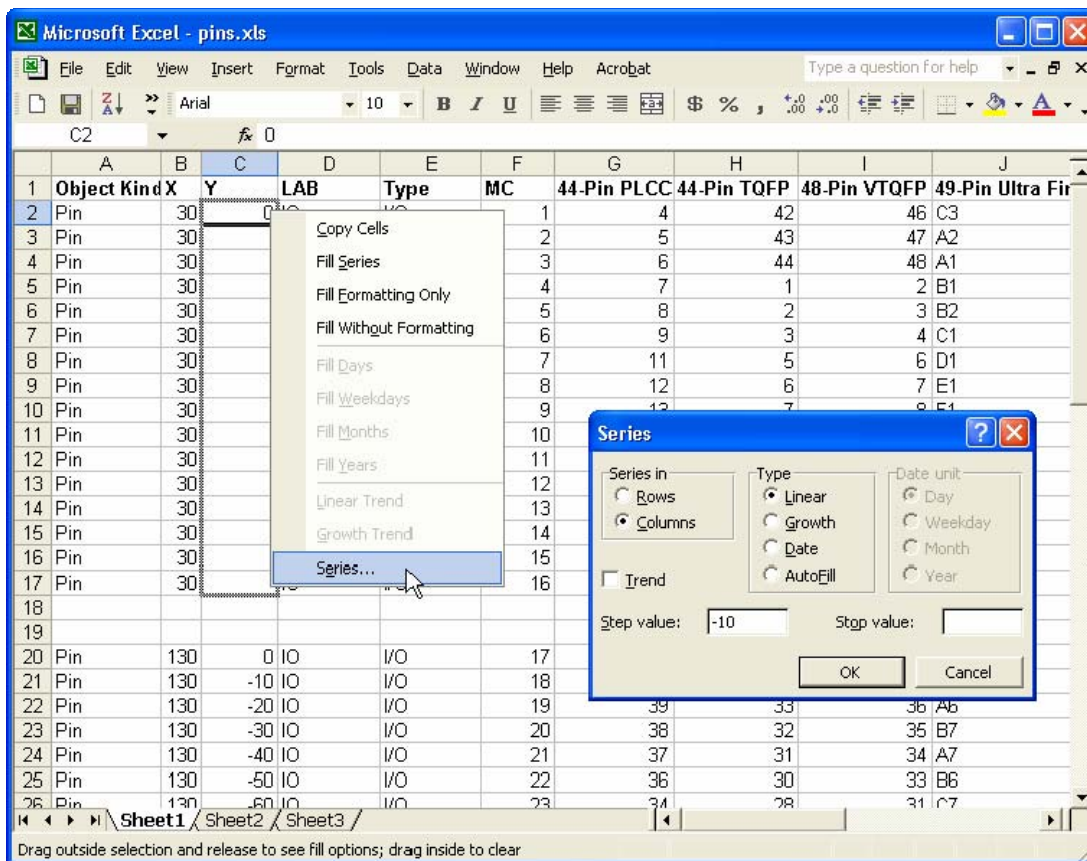 Microsoft Excel - pins.xls
File Edit View Insert Format Tools Data Window Help Acrobat Type a question for help
Arial 10 B I U $ % ,
C2 fx 0
A B C D E F G H I J
1 Object Kind X Y LAB Type MC 44-Pin PLCC 44-Pin TQFP 48-Pin VTQFP 49-Pin Ultra Fin
2 Pin 30 0 1 4 42 46 C3
3 Pin 30 2 5 43 47 A2
4 Pin 30 3 6 44 48 A1
5 Pin 30 4 7 1 2 B1
6 Pin 30 5 8 2 3 B2
7 Pin 30 6 9 3 4 C1
8 Pin 30 7 11 5 6 D1
9 Pin 30 8 12 6 7 E1
10 Pin 30 9
11 Pin 30 10
12 Pin 30 11
13 Pin 30 12
14 Pin 30 13
15 Pin 30 14
16 Pin 30 15
17 Pin 30 16
18
19
20 Pin 130 0 IO I/O 17
21 Pin 130 -10 IO I/O 18
22 Pin 130 -20 IO I/O 19 39 33 36 A6
23 Pin 130 -30 IO I/O 20 38 32 35 B7
24 Pin 130 -40 IO I/O 21 37 31 34 A7
25 Pin 130 -50 IO I/O 22 36 30 33 B6
26 Pin 130 -60 IO I/O 23 34 28 31 C7
Copy Cells
Fill Series
Fill Formatting Only
Fill Without Formatting
Fill Days
Fill Weekdays
Fill Months
Fill Years
Linear Trend
Growth Trend
Series...
Series
Series in
Rows
Columns
Trend
Type
Linear
Growth
Date
AutoFill
Date unit
Day
Weekday
Month
Year
Step value: -10 Stop value:
OK Cancel
Sheet1 Sheet2 Sheet3
Drag outside selection and release to see fill options; drag inside to clear